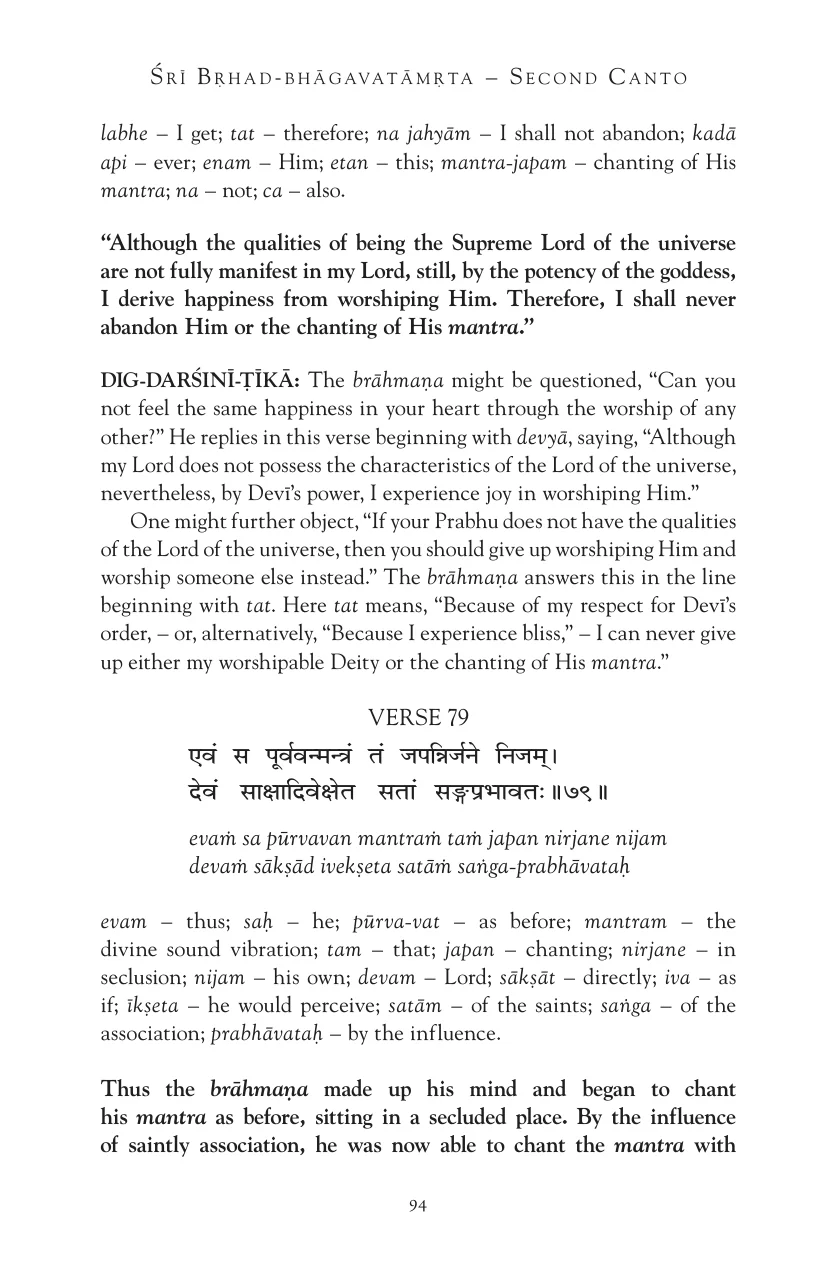 ŚRĪ BṚHAD-BHĀGAVATĀMṚTA – SECOND CANTO
labhe – I get; tat – therefore; na jahyām – I shall not abandon; kadā
api – ever; enam – Him; etan – this; mantra-japam – chanting of His
mantra; na – not; ca – also.
“Although the qualities of being the Supreme Lord of the universe
are not fully manifest in my Lord, still, by the potency of the goddess,
I derive happiness from worshiping Him. Therefore, I shall never
abandon Him or the chanting of His mantra.”
DIG-DARŚINĪ-ṬĪKĀ: The brāhmaṇa might be questioned, “Can you
not feel the same happiness in your heart through the worship of any
other?” He replies in this verse beginning with devyā, saying, “Although
my Lord does not possess the characteristics of the Lord of the universe,
nevertheless, by Devī’s power, I experience joy in worshiping Him.”
One might further object, “If your Prabhu does not have the qualities
of the Lord of the universe, then you should give up worshiping Him and
worship someone else instead.” The brāhmaṇa answers this in the line
beginning with tat. Here tat means, “Because of my respect for Devī’s
order, – or, alternatively, “Because I experience bliss,” – I can never give
up either my worshipable Deity or the chanting of His mantra.”
VERSE 79
एवं स पूर्ववन्मन्त्रं तं जपन्निर्जने निजम्।
देवं साक्षादिवेक्षेत सतां सङ्गप्रभावतः॥७९॥
evaṁ sa pūrvavan mantraṁ taṁ japan nirjane nijam
devaṁ sākṣād ivekṣeta satāṁ saṅga-prabhāvataḥ
evam – thus; saḥ – he; pūrva-vat – as before; mantram – the
divine sound vibration; tam – that; japan – chanting; nirjane – in
seclusion; nijam – his own; devam – Lord; sākṣāt – directly; iva – as
if; īkṣeta – he would perceive; satām – of the saints; saṅga – of the
association; prabhāvataḥ – by the influence.
Thus the brāhmaṇa made up his mind and began to chant
his mantra as before, sitting in a secluded place. By the influence
of saintly association, he was now able to chant the mantra with
94